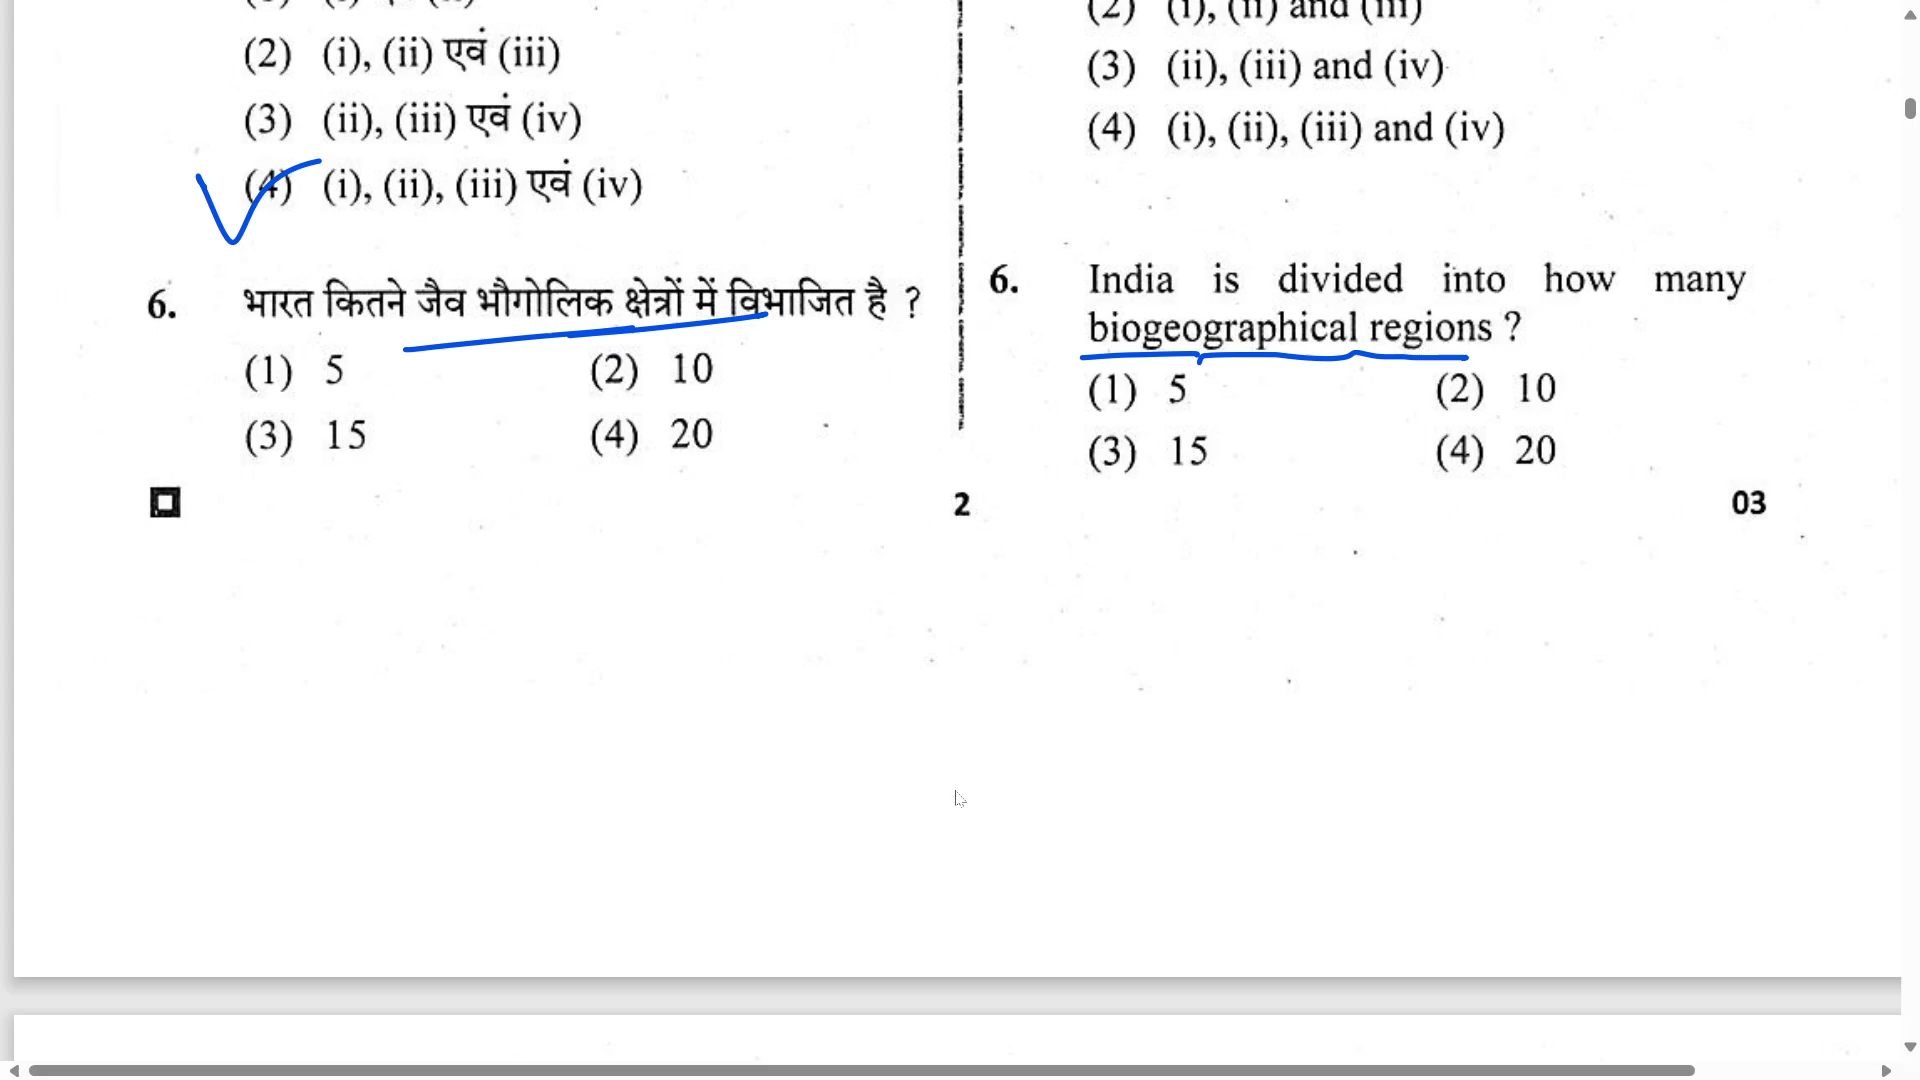 (2) (i), (ii) एवं (iii)
(3) (ii), (iii) एवं (iv)
(4) (i), (ii), (iii) एवं (iv)
6. भारत कितने जैव भौगोलिक क्षेत्रों में विभाजित है ?
(1) 5 (2) 10
(3) 15 (4) 20
(2) (i), (ii) and (iii)
(3) (ii), (iii) and (iv)
(4) (i), (ii), (iii) and (iv)
6. India is divided into how many
biogeographical regions ?
(1) 5 (2) 10
(3) 15 (4) 20
2
03